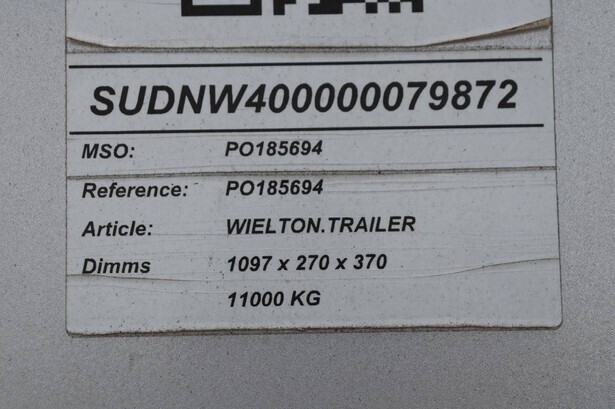 SUDNW400000079872
MSO: PO185694
Reference: PO185694
Article: WIELTON.TRAILER
Dimms 1097 x 270 x 370
11000 KG